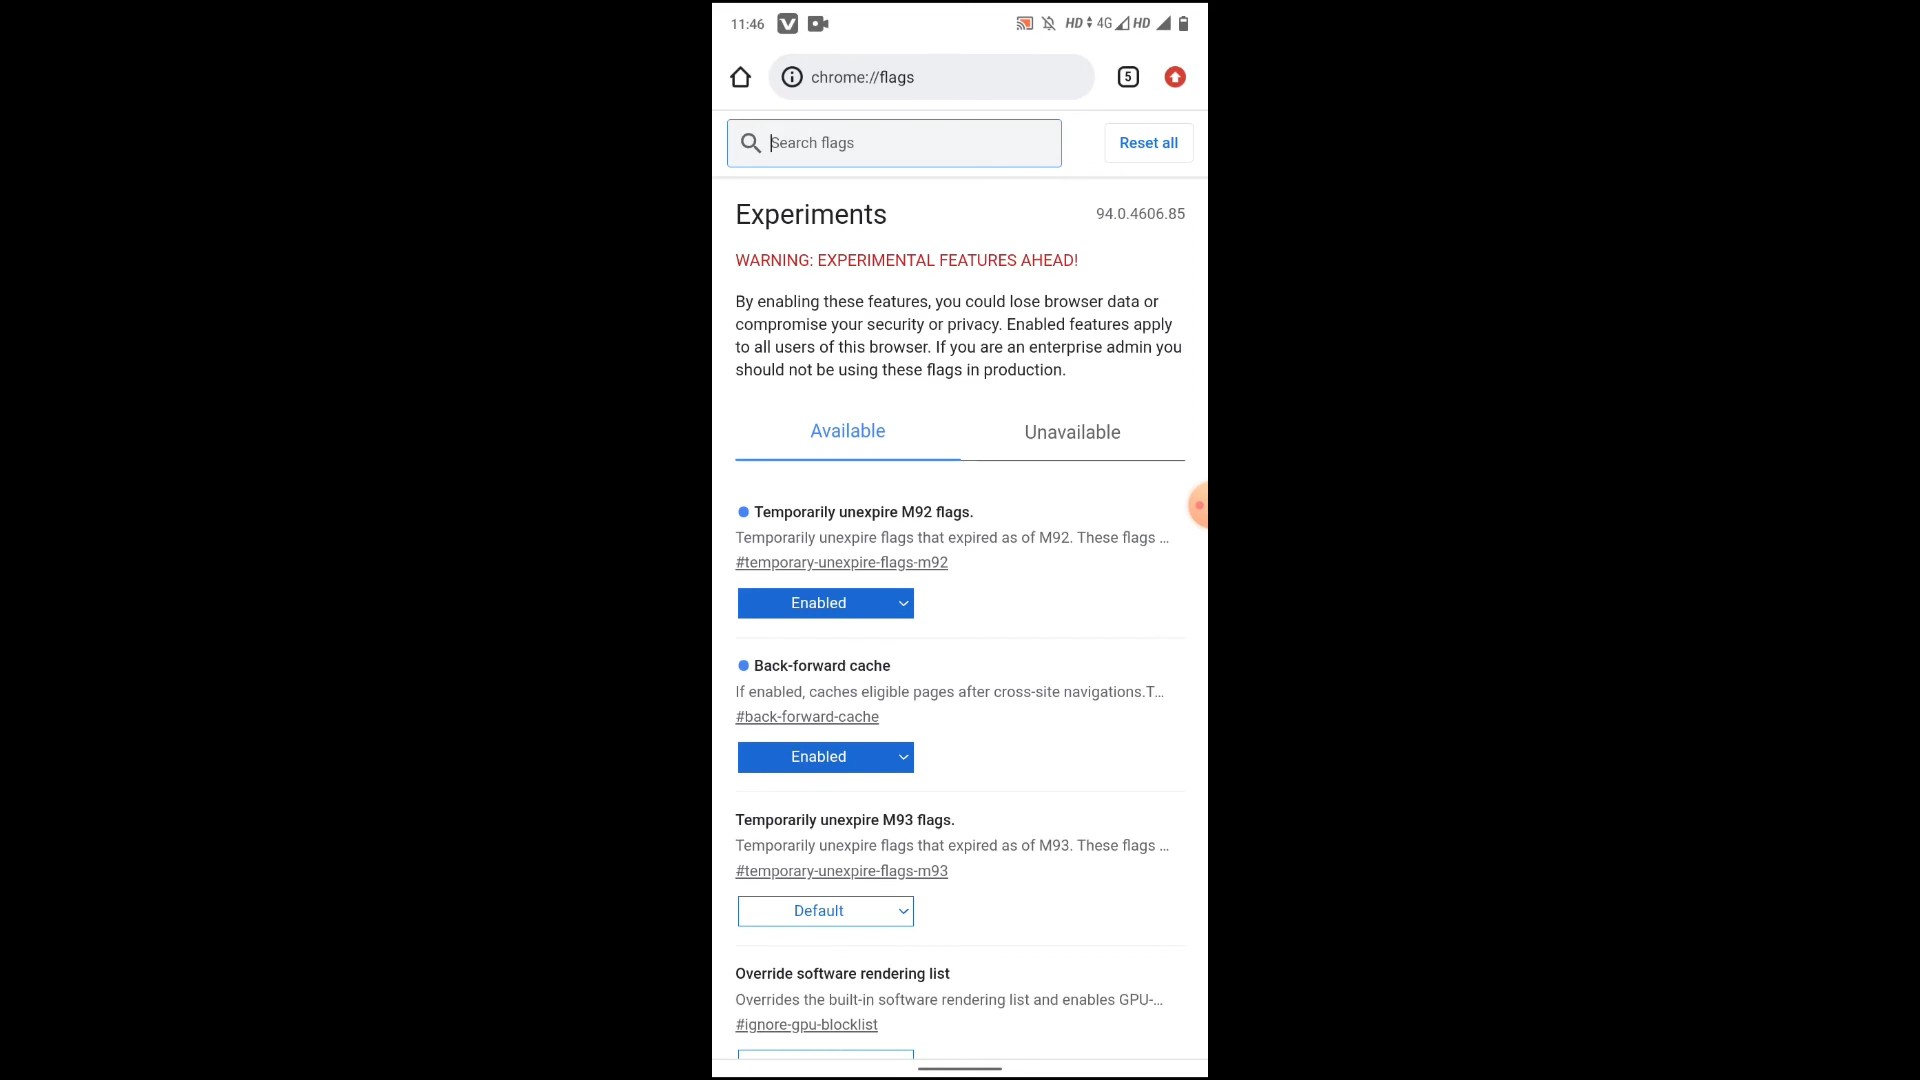 11:46 HD 4G HD
chrome://flags 5
Search flags Reset all
Experiments 94.0.4606.85
WARNING: EXPERIMENTAL FEATURES AHEAD!
By enabling these features, you could lose browser data or
compromise your security or privacy. Enabled features apply
to all users of this browser. If you are an enterprise admin you
should not be using these flags in production.
Available Unavailable
Temporarily unexpire M92 flags.
Temporarily unexpire flags that expired as of M92. These flags ...
#temporary-unexpire-flags-m92
Enabled
Back-forward cache
If enabled, caches eligible pages after cross-site navigations.T...
#back-forward-cache
Enabled
Temporarily unexpire M93 flags.
Temporarily unexpire flags that expired as of M93. These flags ...
#temporary-unexpire-flags-m93
Default
Override software rendering list
Overrides the built-in software rendering list and enables GPU-...
#ignore-gpu-blocklist